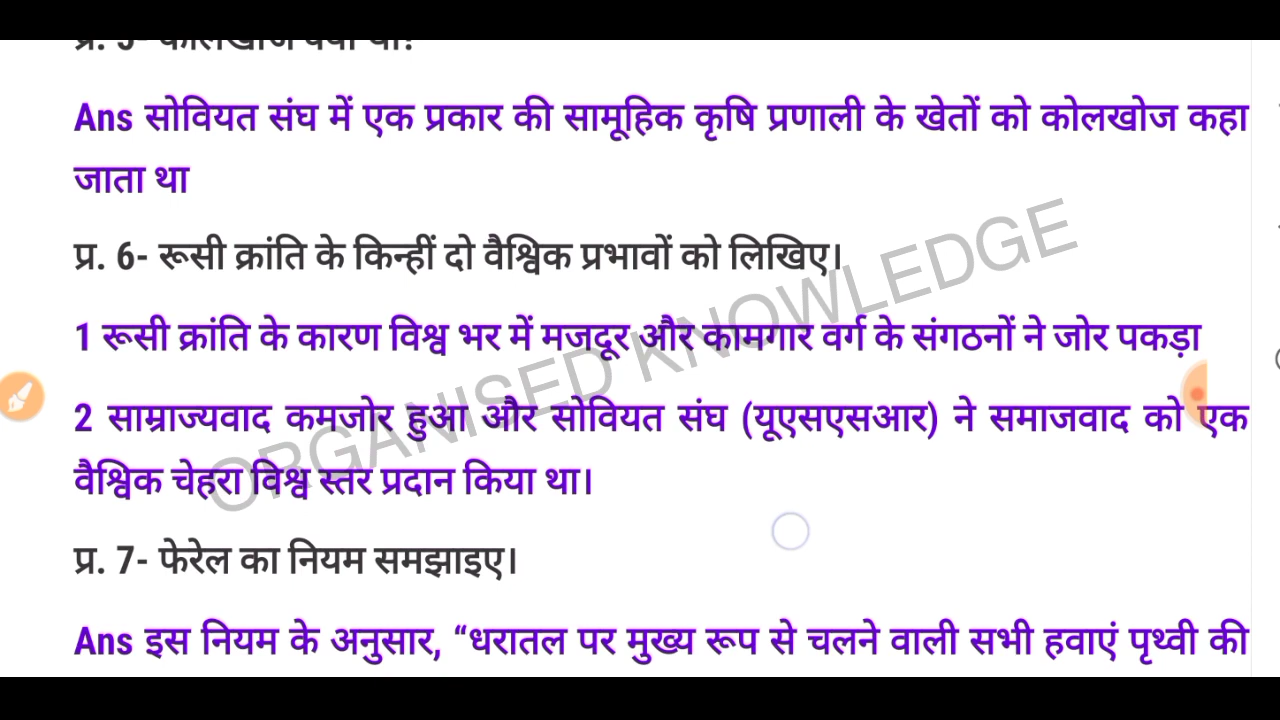 प्र. 5- कोलखोज क्या था?
Ans सोवियत संघ में एक प्रकार की सामूहिक कृषि प्रणाली के खेतों को कोलखोज कहा
जाता था
प्र. 6- रूसी क्रांति के किन्हीं दो वैश्विक प्रभावों को लिखिए।
1 रूसी क्रांति के कारण विश्व भर में मजदूर और कामगार वर्ग के संगठनों ने जोर पकड़ा
2 साम्राज्यवाद कमजोर हुआ और सोवियत संघ (यूएसएसआर) ने समाजवाद को एक
वैश्विक चेहरा विश्व स्तर प्रदान किया था।
ORGANISED KNOWLEDGE
प्र. 7- फेरेल का नियम समझाइए।
Ans इस नियम के अनुसार, “धरातल पर मुख्य रूप से चलने वाली सभी हवाएं पृथ्वी की